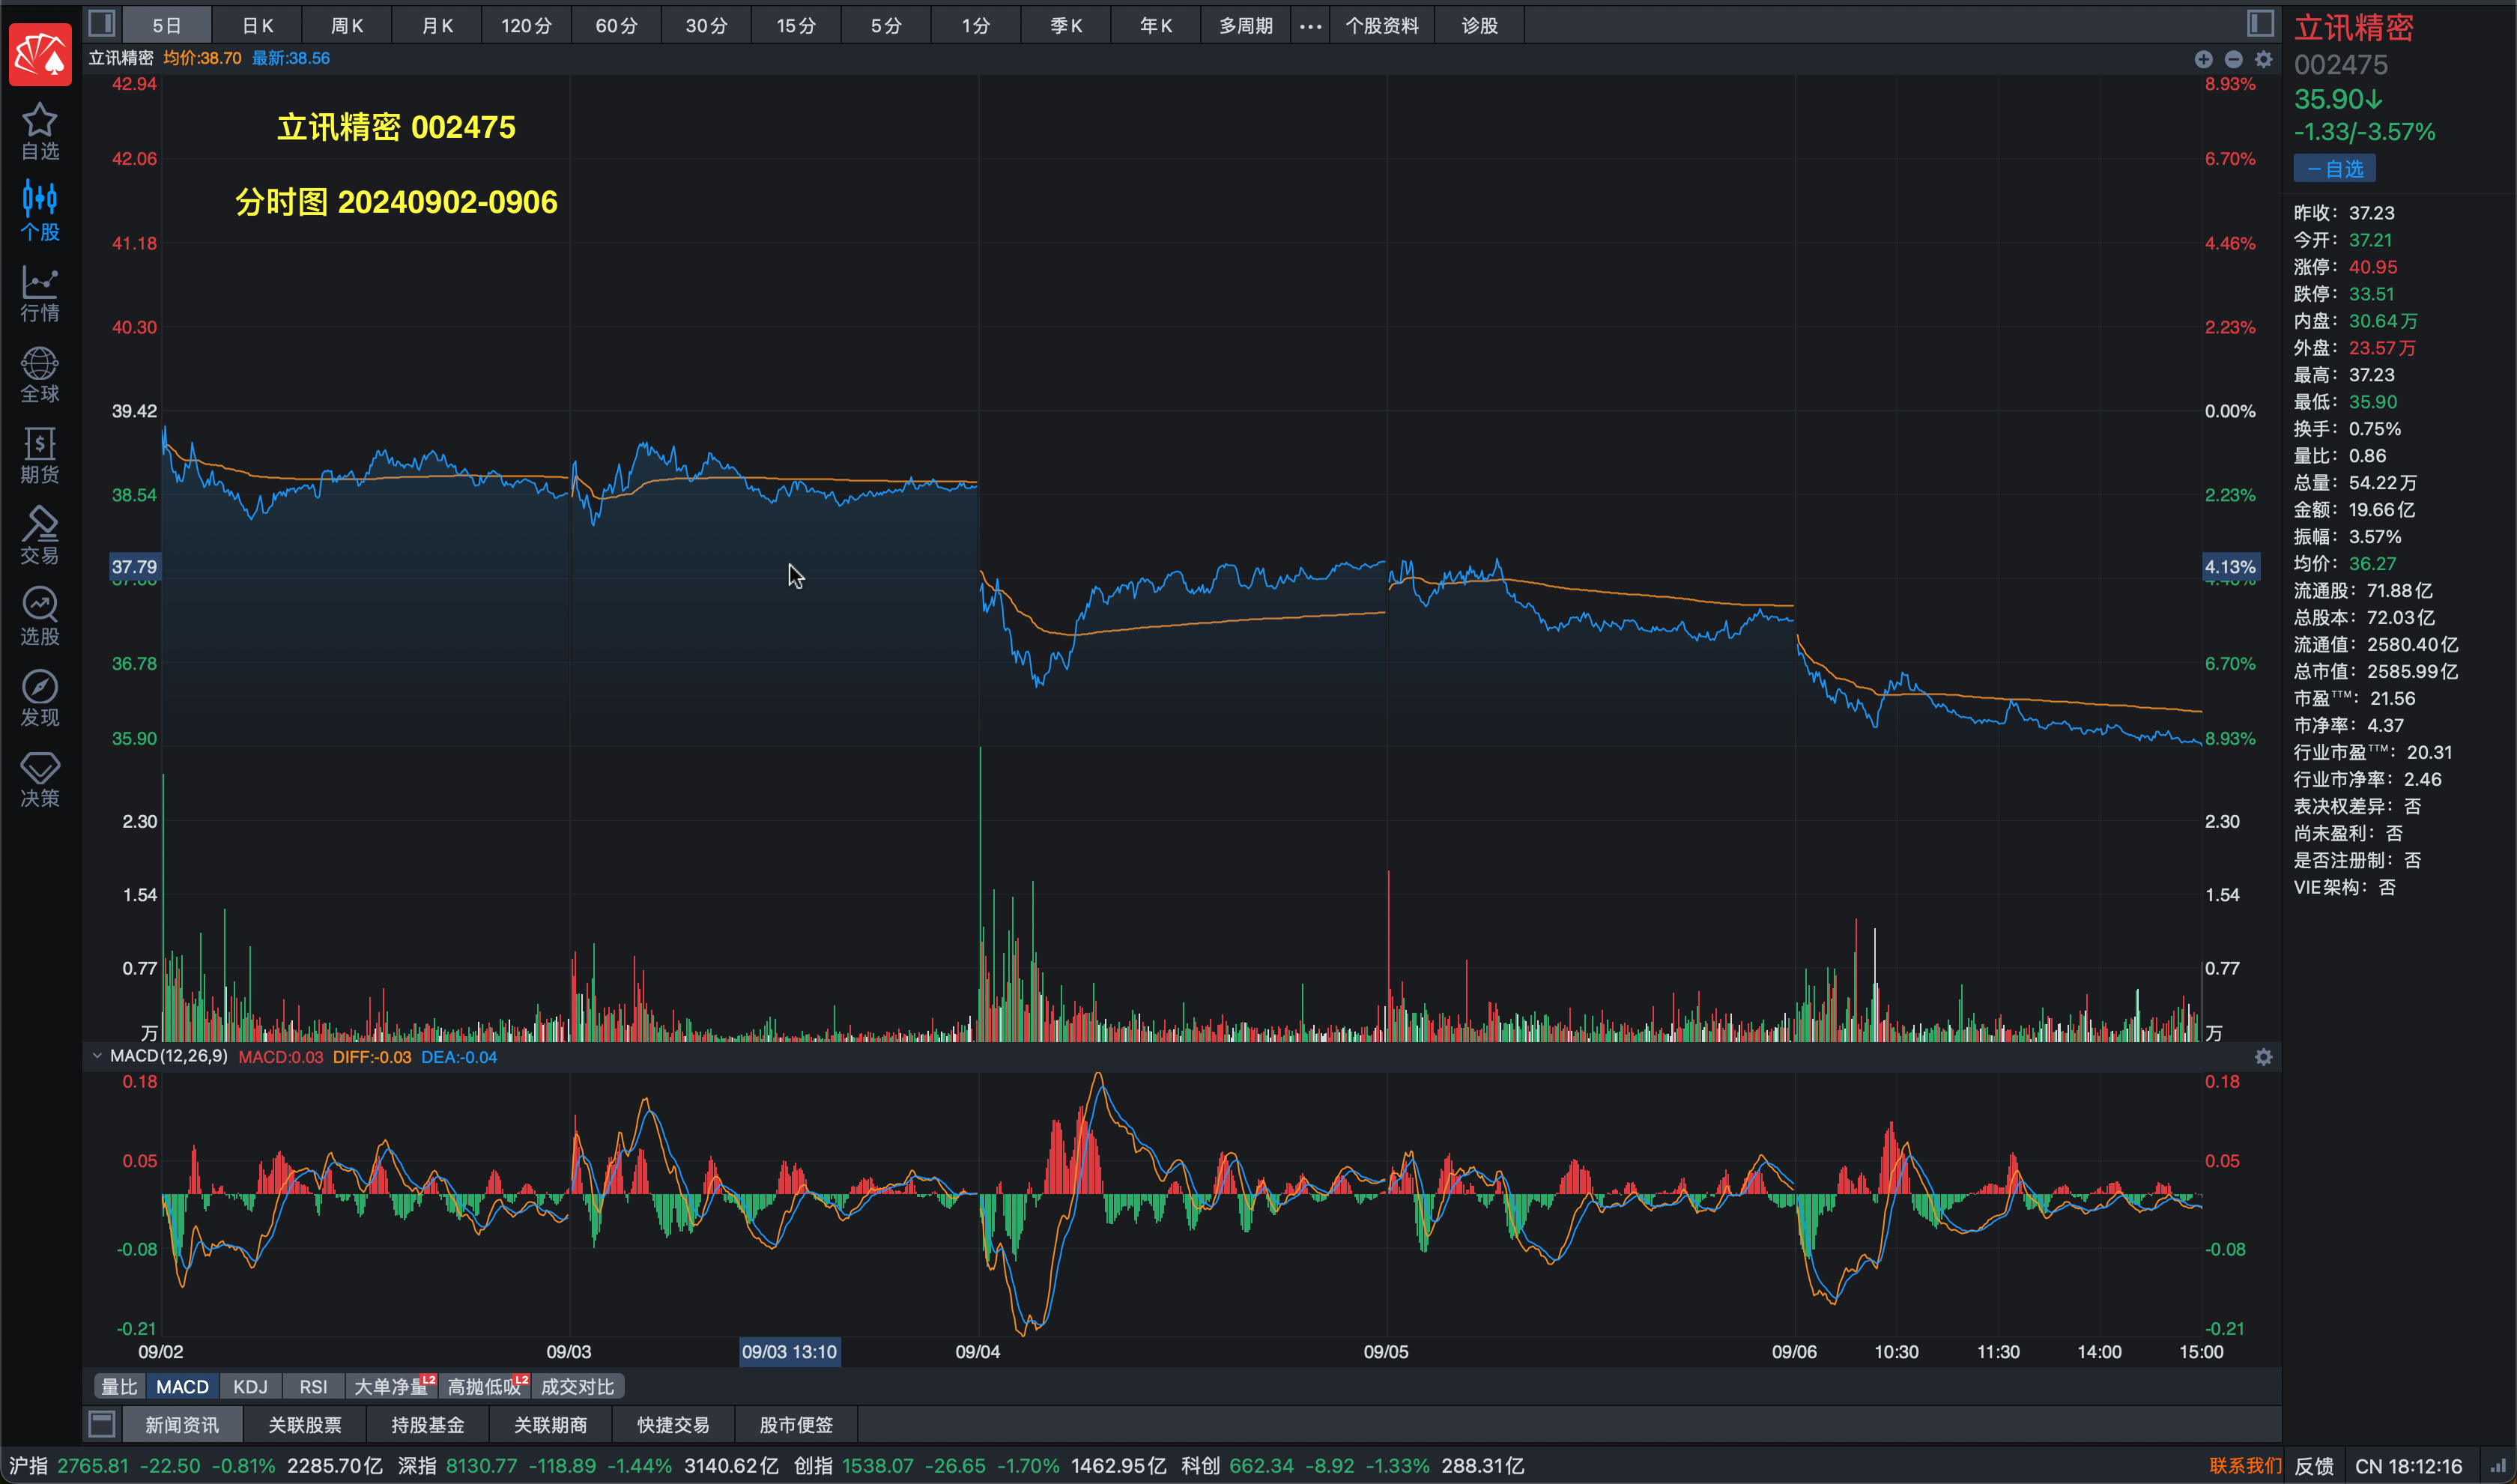 5日 日K 周K 月K 120分 60分 30分 15分 5分 1分 季K 年K 多周期 ••• 个股资料 诊股
立讯精密 均价:38.70 最新:38.56
自选
个股
行情
全球
期货
交易
选股
发现
决策
立讯精密 002475
分时图 20240902-0906
42.94 8.93%
42.06 6.70%
41.18 4.46%
40.30 2.23%
39.42 0.00%
38.54 2.23%
37.79 4.13%
36.78 6.70%
35.90 8.93%
2.30 2.30
1.54 1.54
0.77 0.77
万 万
MACD(12,26,9) MACD:0.03 DIFF:-0.03 DEA:-0.04
0.18 0.18
0.05 0.05
-0.08 -0.08
-0.21 -0.21
09/02 09/03 09/03 13:10 09/04 09/05 09/06 10:30 11:30 14:00 15:00
量比 MACD KDJ RSI 大单净量L2 高抛低吸L2 成交对比
新闻资讯 关联股票 持股基金 关联期商 快捷交易 股市便签
立讯精密
002475
35.90↓
-1.33/-3.57%
－自选
昨收：37.23
今开：37.21
涨停：40.95
跌停：33.51
内盘：30.64万
外盘：23.57万
最高：37.23
最低：35.90
换手：0.75%
量比：0.86
总量：54.22万
金额：19.66亿
振幅：3.57%
均价：36.27
流通股：71.88亿
总股本：72.03亿
流通值：2580.40亿
总市值：2585.99亿
市盈TTM：21.56
市净率：4.37
行业市盈TTM：20.31
行业市净率：2.46
表决权差异：否
尚未盈利：否
是否注册制：否
VIE架构：否
沪指 2765.81 -22.50 -0.81% 2285.70亿 深指 8130.77 -118.89 -1.44% 3140.62亿 创指 1538.07 -26.65 -1.70% 1462.95亿 科创 662.34 -8.92 -1.33% 288.31亿 联系我们 反馈 CN 18:12:16